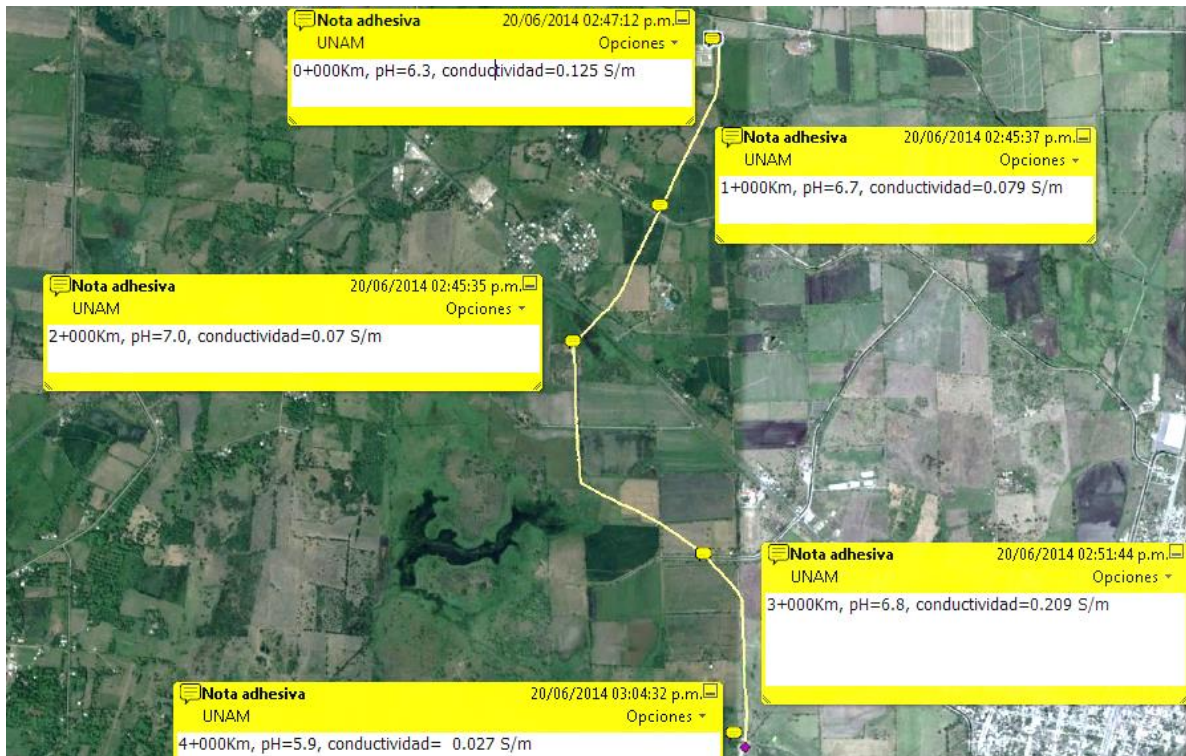 Nota adhesiva 20/06/2014 02:47:12 p.m.
UNAM Opciones
0+000Km, pH=6.3, conductividad=0.125 S/m
Nota adhesiva 20/06/2014 02:45:37 p.m.
UNAM Opciones
1+000Km, pH=6.7, conductividad=0.079 S/m
Nota adhesiva 20/06/2014 02:45:35 p.m.
UNAM Opciones
2+000Km, pH=7.0, conductividad=0.07 S/m
Nota adhesiva 20/06/2014 02:51:44 p.m.
UNAM Opciones
3+000Km, pH=6.8, conductividad=0.209 S/m
Nota adhesiva 20/06/2014 03:04:32 p.m.
UNAM Opciones
4+000Km, pH=5.9, conductividad= 0.027 S/m